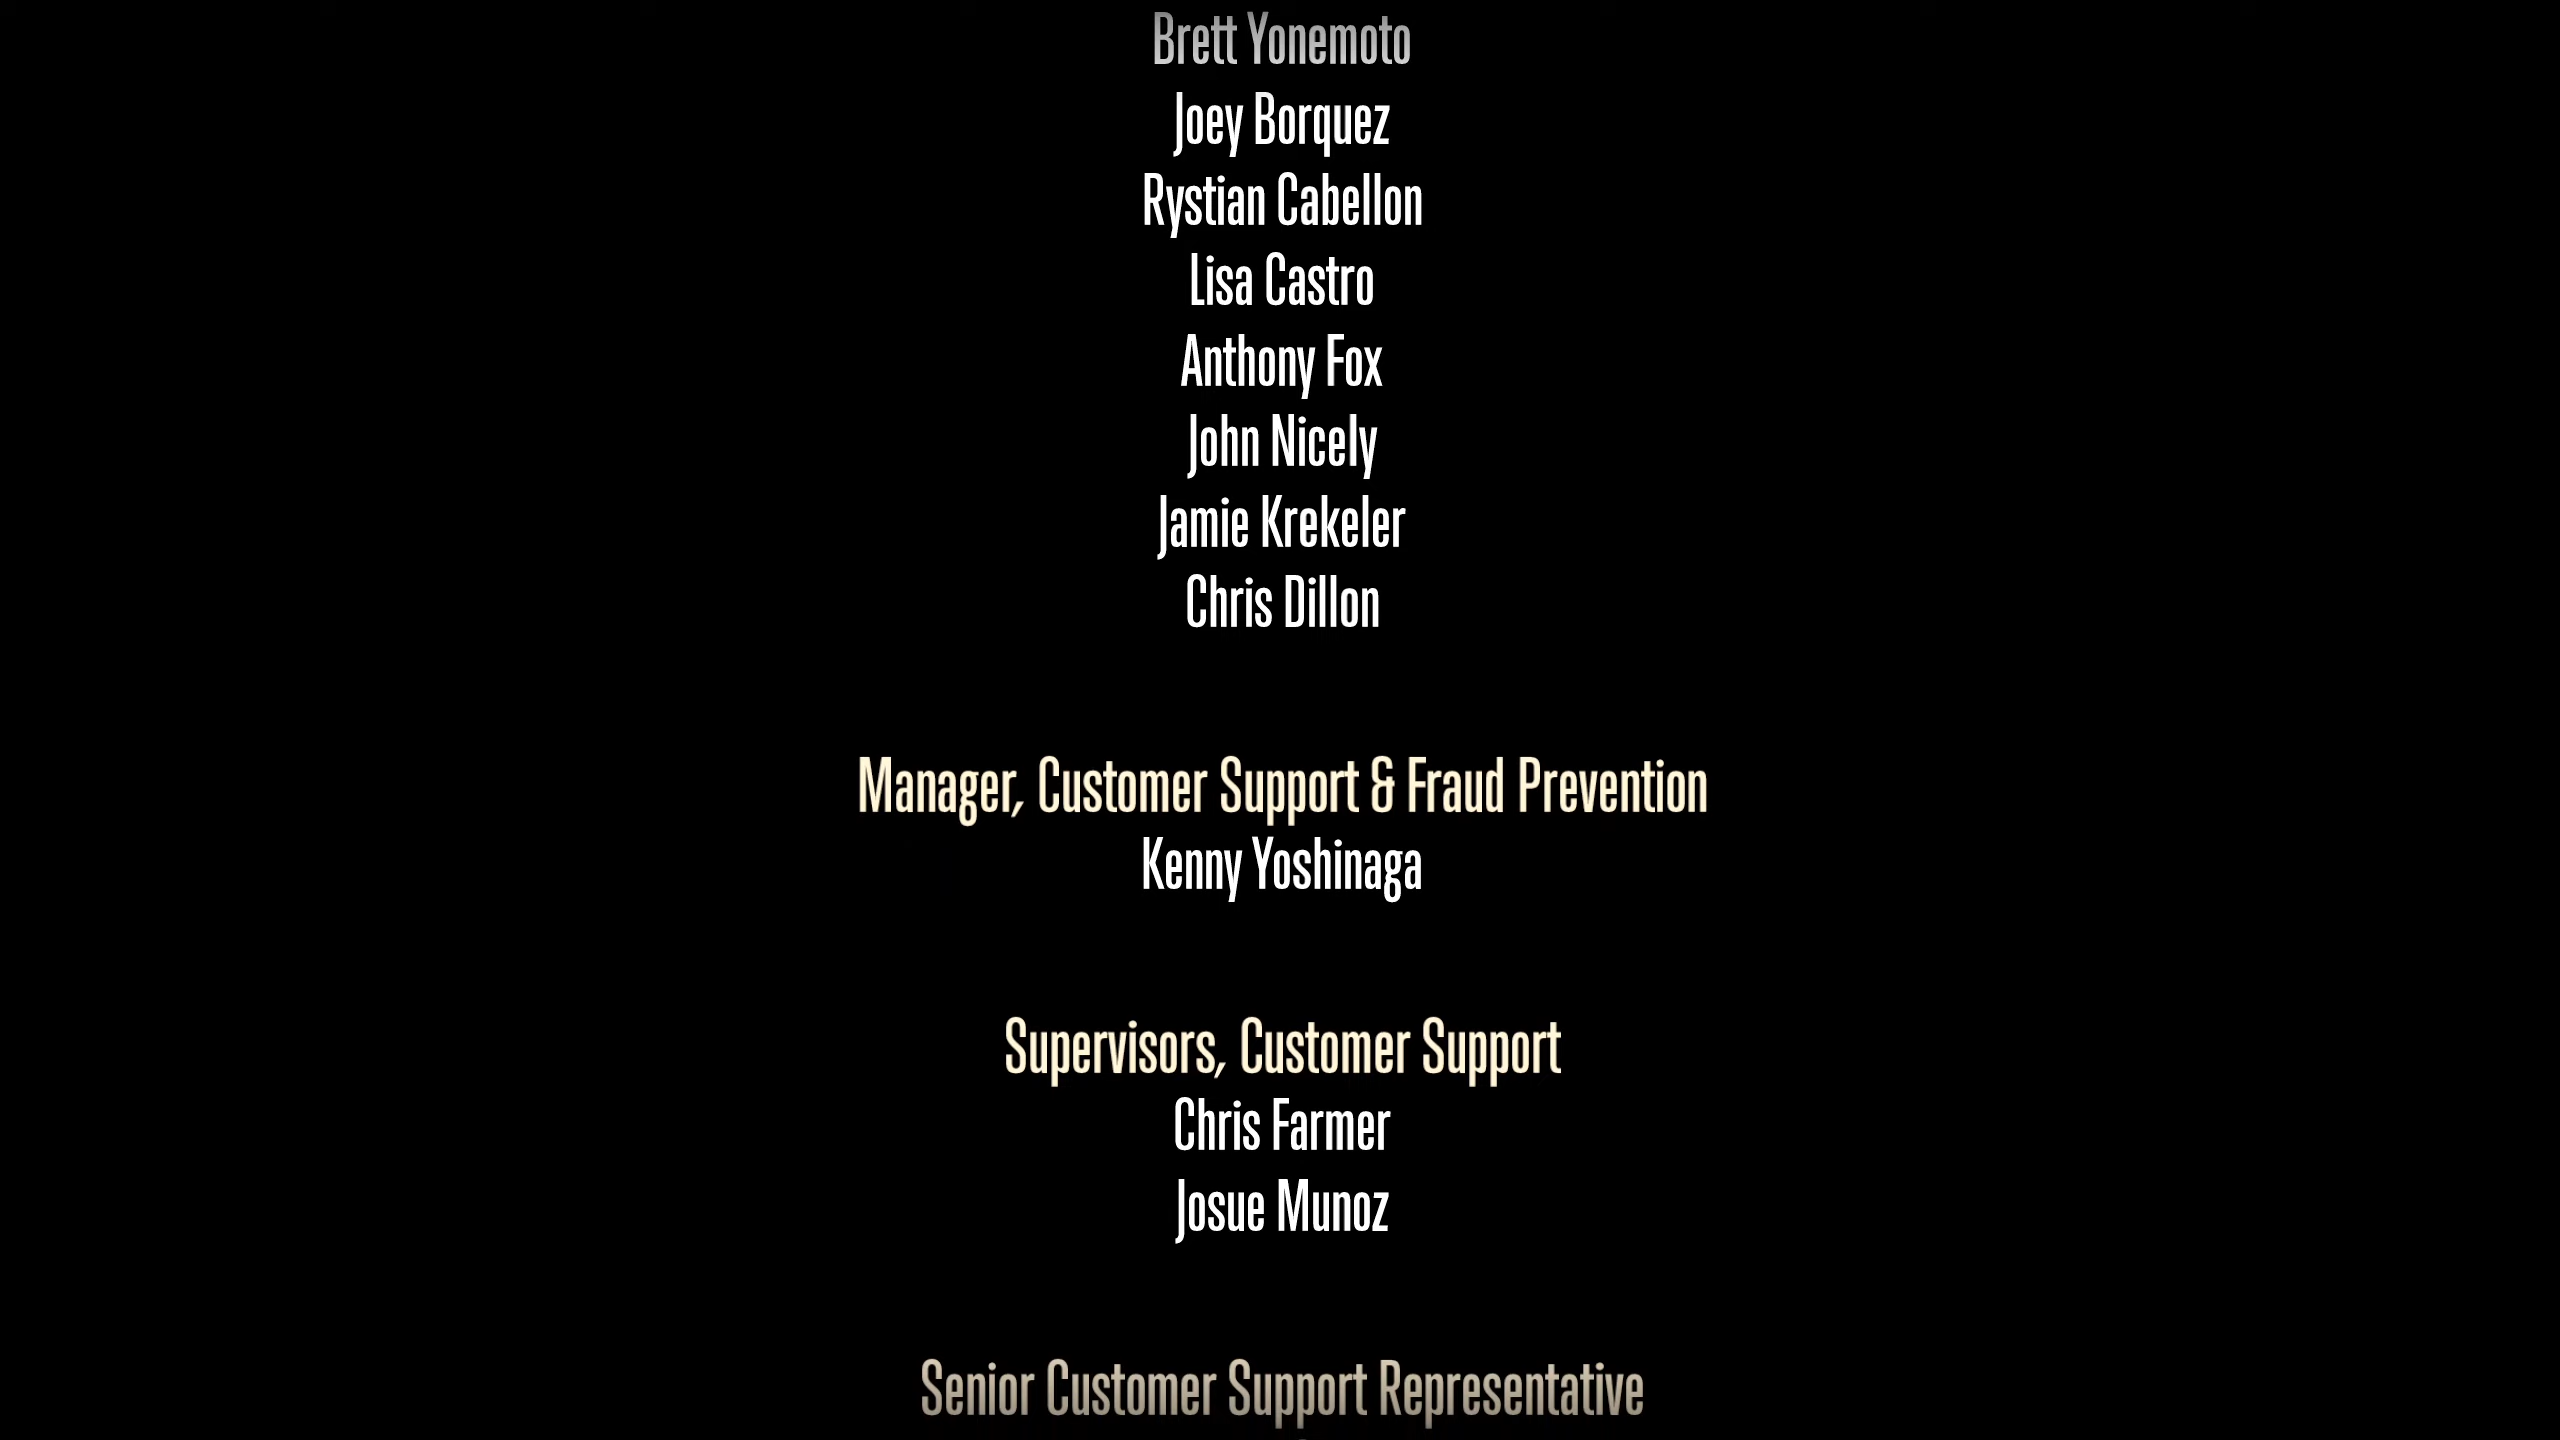 Brett Yonemoto
Joey Borquez
Rystian Cabellon
Lisa Castro
Anthony Fox
John Nicely
Jamie Krekeler
Chris Dillon
Manager, Customer Support & Fraud Prevention
Kenny Yoshinaga
Supervisors, Customer Support
Chris Farmer
Josue Munoz
Senior Customer Support Representative